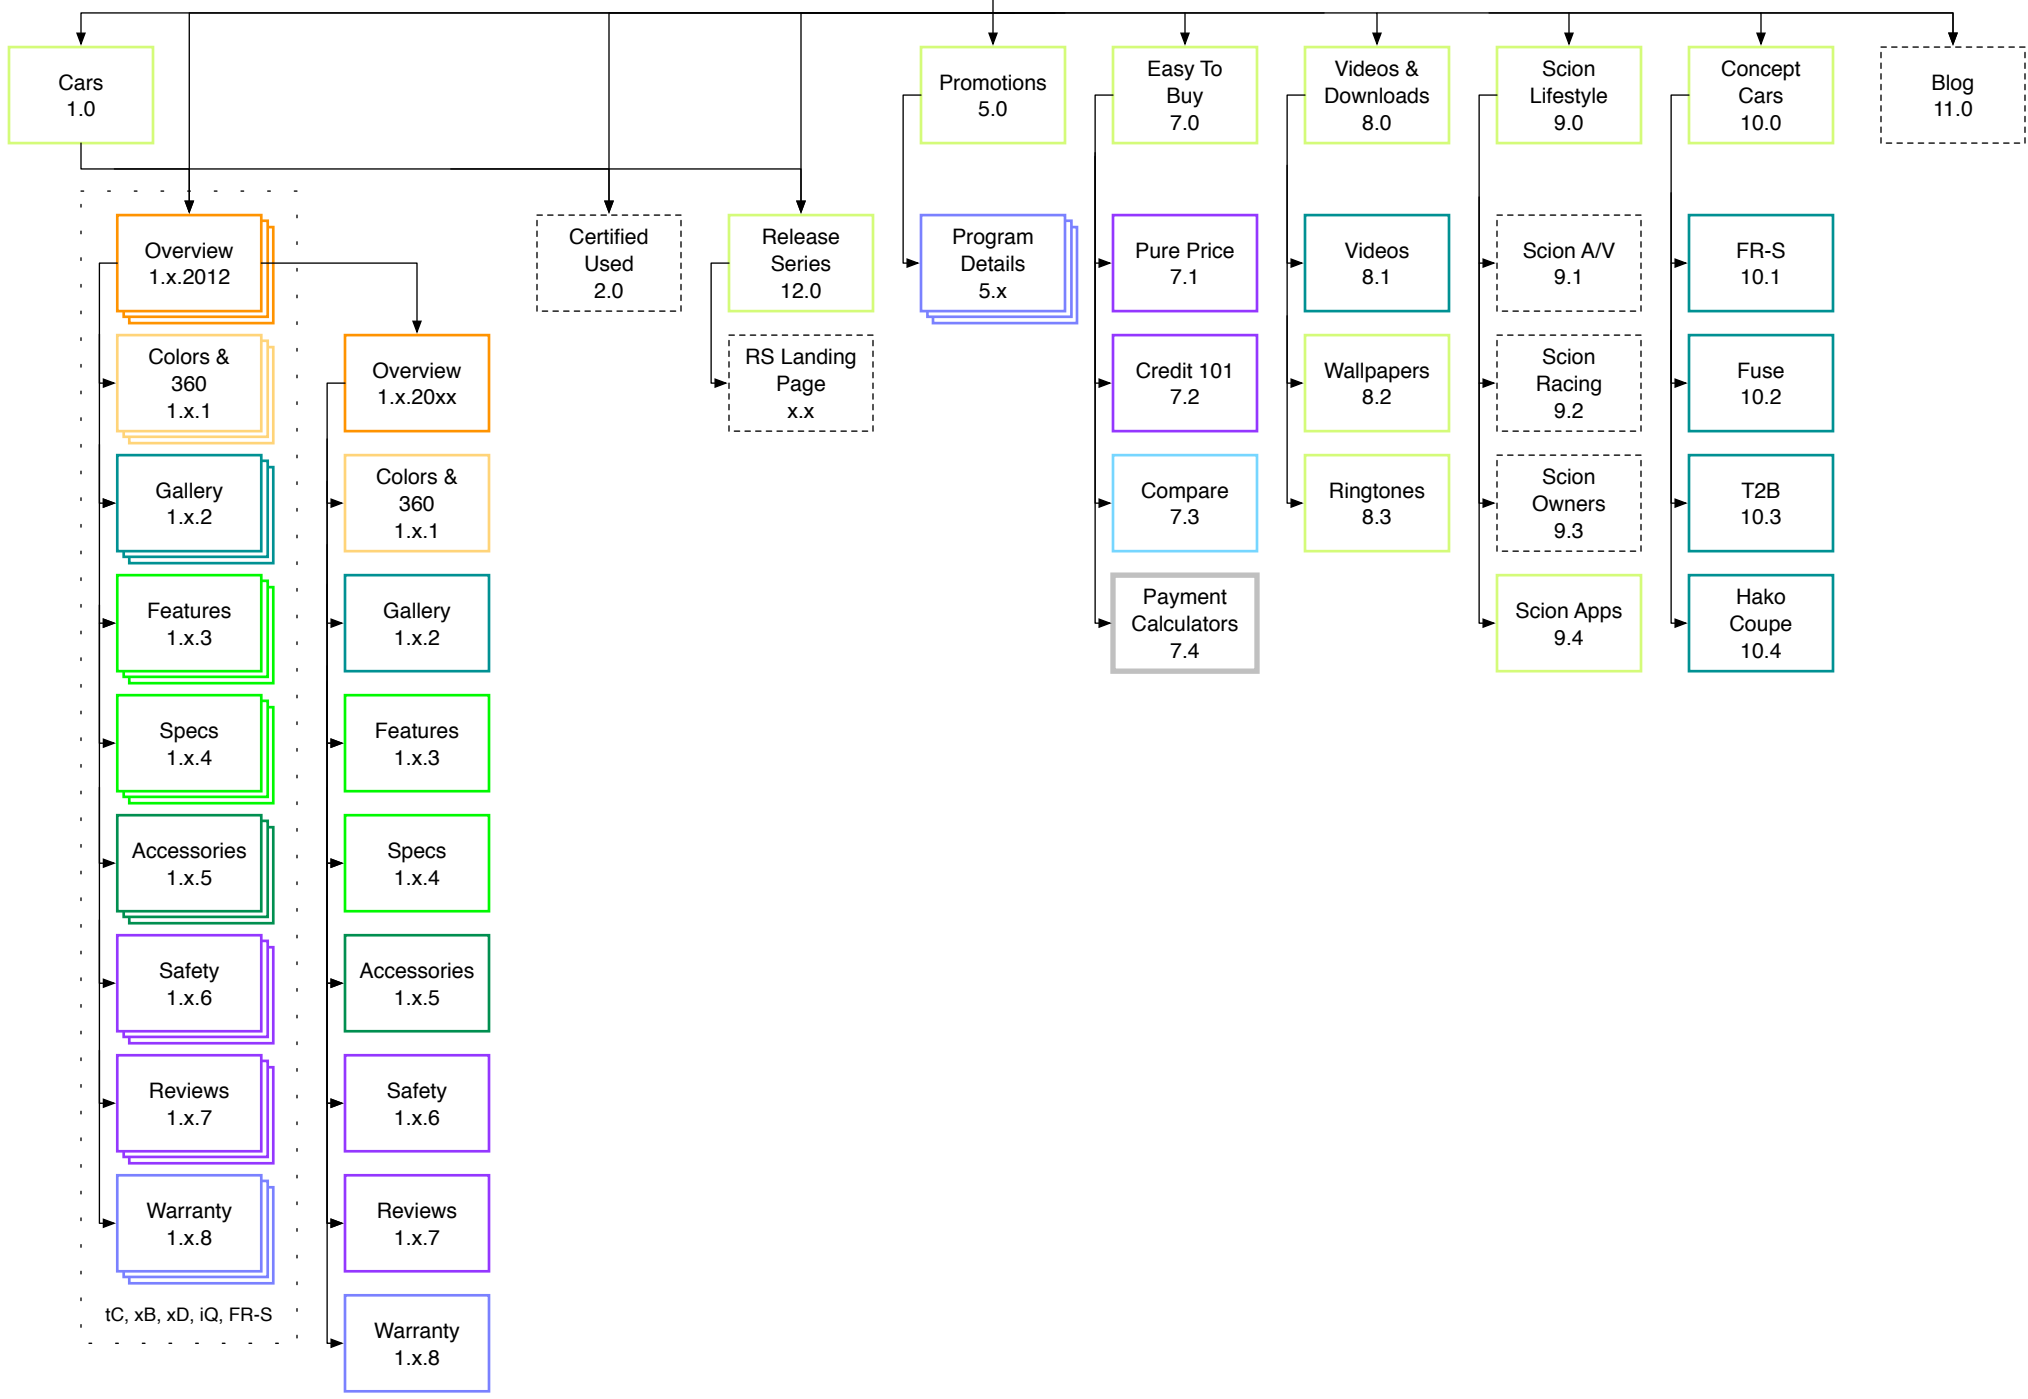 Cars
1.0
Promotions
5.0
Easy To
Buy
7.0
Videos &
Downloads
8.0
Scion
Lifestyle
9.0
Concept
Cars
10.0
Blog
11.0
Overview
1.x.2012
Certified
Used
2.0
Release
Series
12.0
Program
Details
5.x
Pure Price
7.1
Videos
8.1
Scion A/V
9.1
FR-S
10.1
Colors &
360
1.x.1
Overview
1.x.20xx
RS Landing
Page
x.x
Credit 101
7.2
Wallpapers
8.2
Scion
Racing
9.2
Fuse
10.2
Gallery
1.x.2
Colors &
360
1.x.1
Compare
7.3
Ringtones
8.3
Scion
Owners
9.3
T2B
10.3
Features
1.x.3
Gallery
1.x.2
Payment
Calculators
7.4
Scion Apps
9.4
Hako
Coupe
10.4
Specs
1.x.4
Features
1.x.3
Accessories
1.x.5
Specs
1.x.4
Safety
1.x.6
Accessories
1.x.5
Reviews
1.x.7
Safety
1.x.6
Warranty
1.x.8
Reviews
1.x.7
tC, xB, xD, iQ, FR-S
Warranty
1.x.8